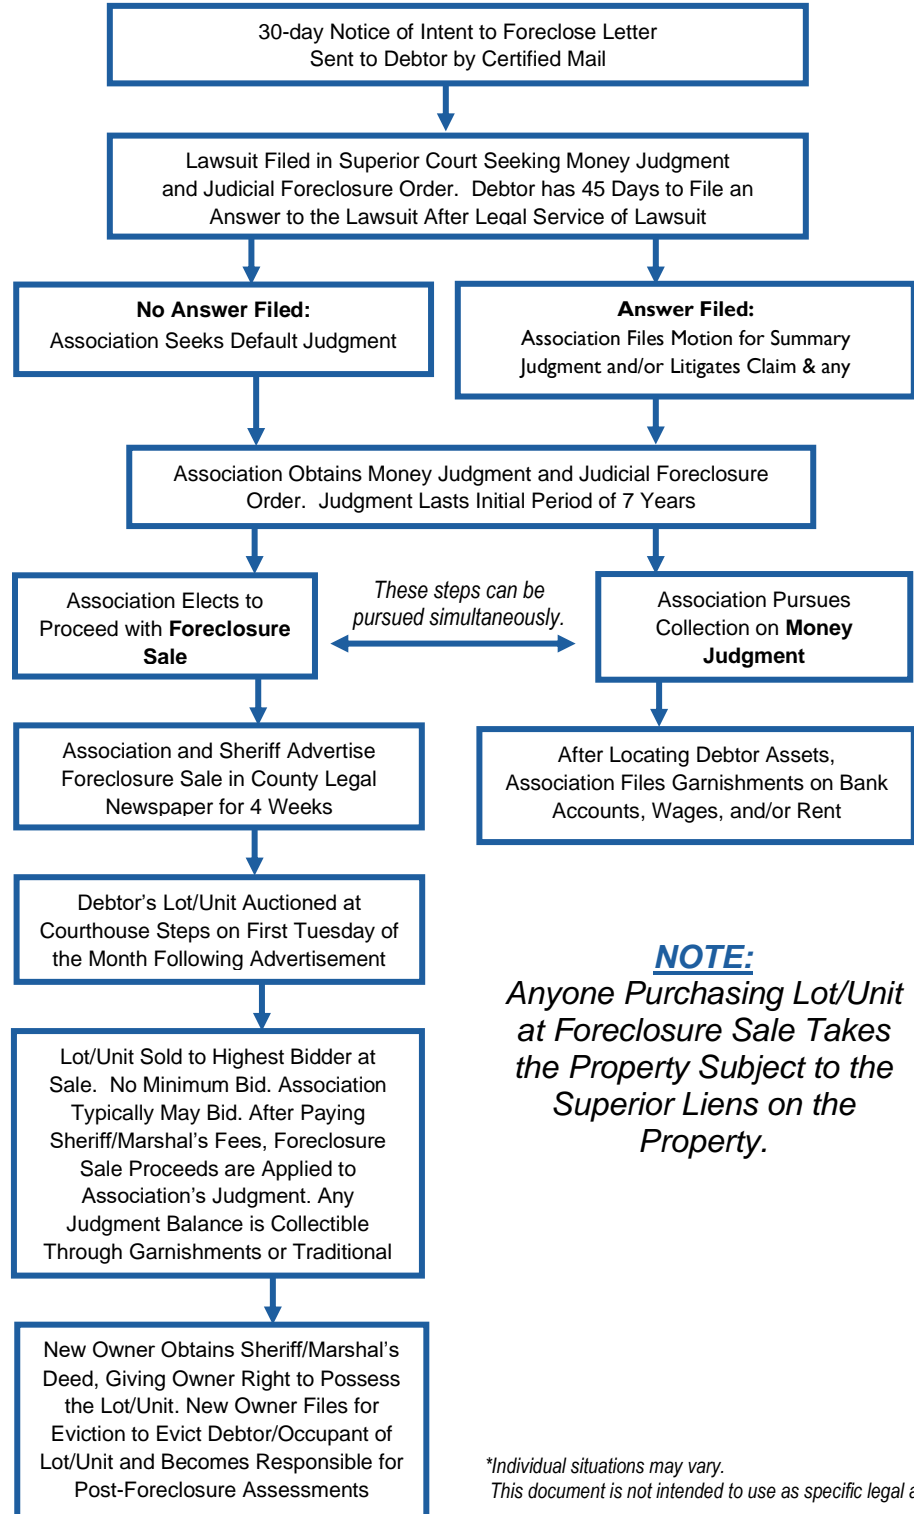 30-day Notice of Intent to Foreclose Letter
Sent to Debtor by Certified Mail
Lawsuit Filed in Superior Court Seeking Money Judgment
and Judicial Foreclosure Order.  Debtor has 45 Days to File an
Answer to the Lawsuit After Legal Service of Lawsuit
No Answer Filed:
Association Seeks Default Judgment
Answer Filed:
Association Files Motion for Summary
Judgment and/or Litigates Claim & any
Association Obtains Money Judgment and Judicial Foreclosure
Order.  Judgment Lasts Initial Period of 7 Years
Association Elects to
Proceed with Foreclosure
Sale
These steps can be
pursued simultaneously.
Association Pursues
Collection on Money
Judgment
Association and Sheriff Advertise
Foreclosure Sale in County Legal
Newspaper for 4 Weeks
After Locating Debtor Assets,
Association Files Garnishments on Bank
Accounts, Wages, and/or Rent
Debtor’s Lot/Unit Auctioned at
Courthouse Steps on First Tuesday of
the Month Following Advertisement
NOTE:
Anyone Purchasing Lot/Unit
at Foreclosure Sale Takes
the Property Subject to the
Superior Liens on the
Property.
Lot/Unit Sold to Highest Bidder at
Sale.  No Minimum Bid. Association
Typically May Bid. After Paying
Sheriff/Marshal’s Fees, Foreclosure
Sale Proceeds are Applied to
Association’s Judgment. Any
Judgment Balance is Collectible
Through Garnishments or Traditional
New Owner Obtains Sheriff/Marshal’s
Deed, Giving Owner Right to Possess
the Lot/Unit. New Owner Files for
Eviction to Evict Debtor/Occupant of
Lot/Unit and Becomes Responsible for
Post-Foreclosure Assessments
*Individual situations may vary.
This document is not intended to use as specific legal a